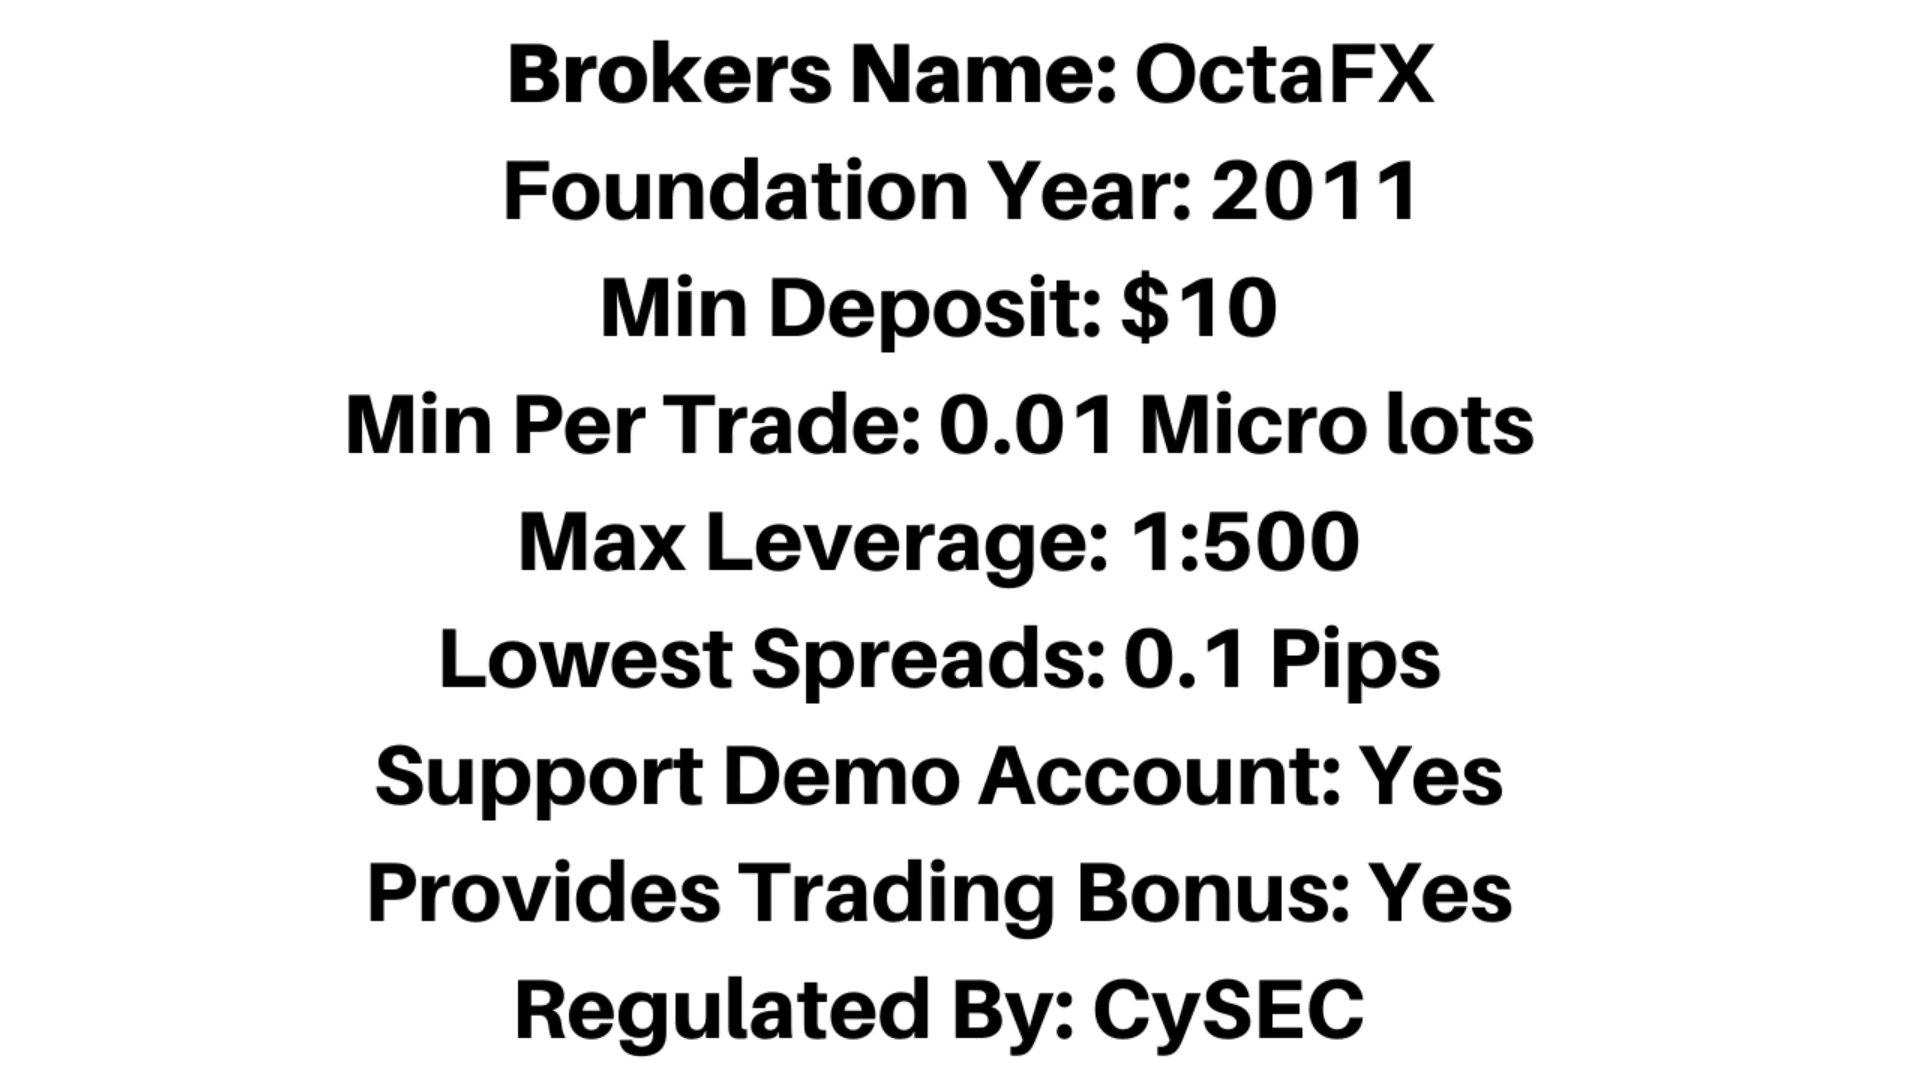 Brokers Name: OctaFX
Foundation Year: 2011
Min Deposit: $10
Min Per Trade: 0.01 Micro lots
Max Leverage: 1:500
Lowest Spreads: 0.1 Pips
Support Demo Account: Yes
Provides Trading Bonus: Yes
Regulated By: CySEC